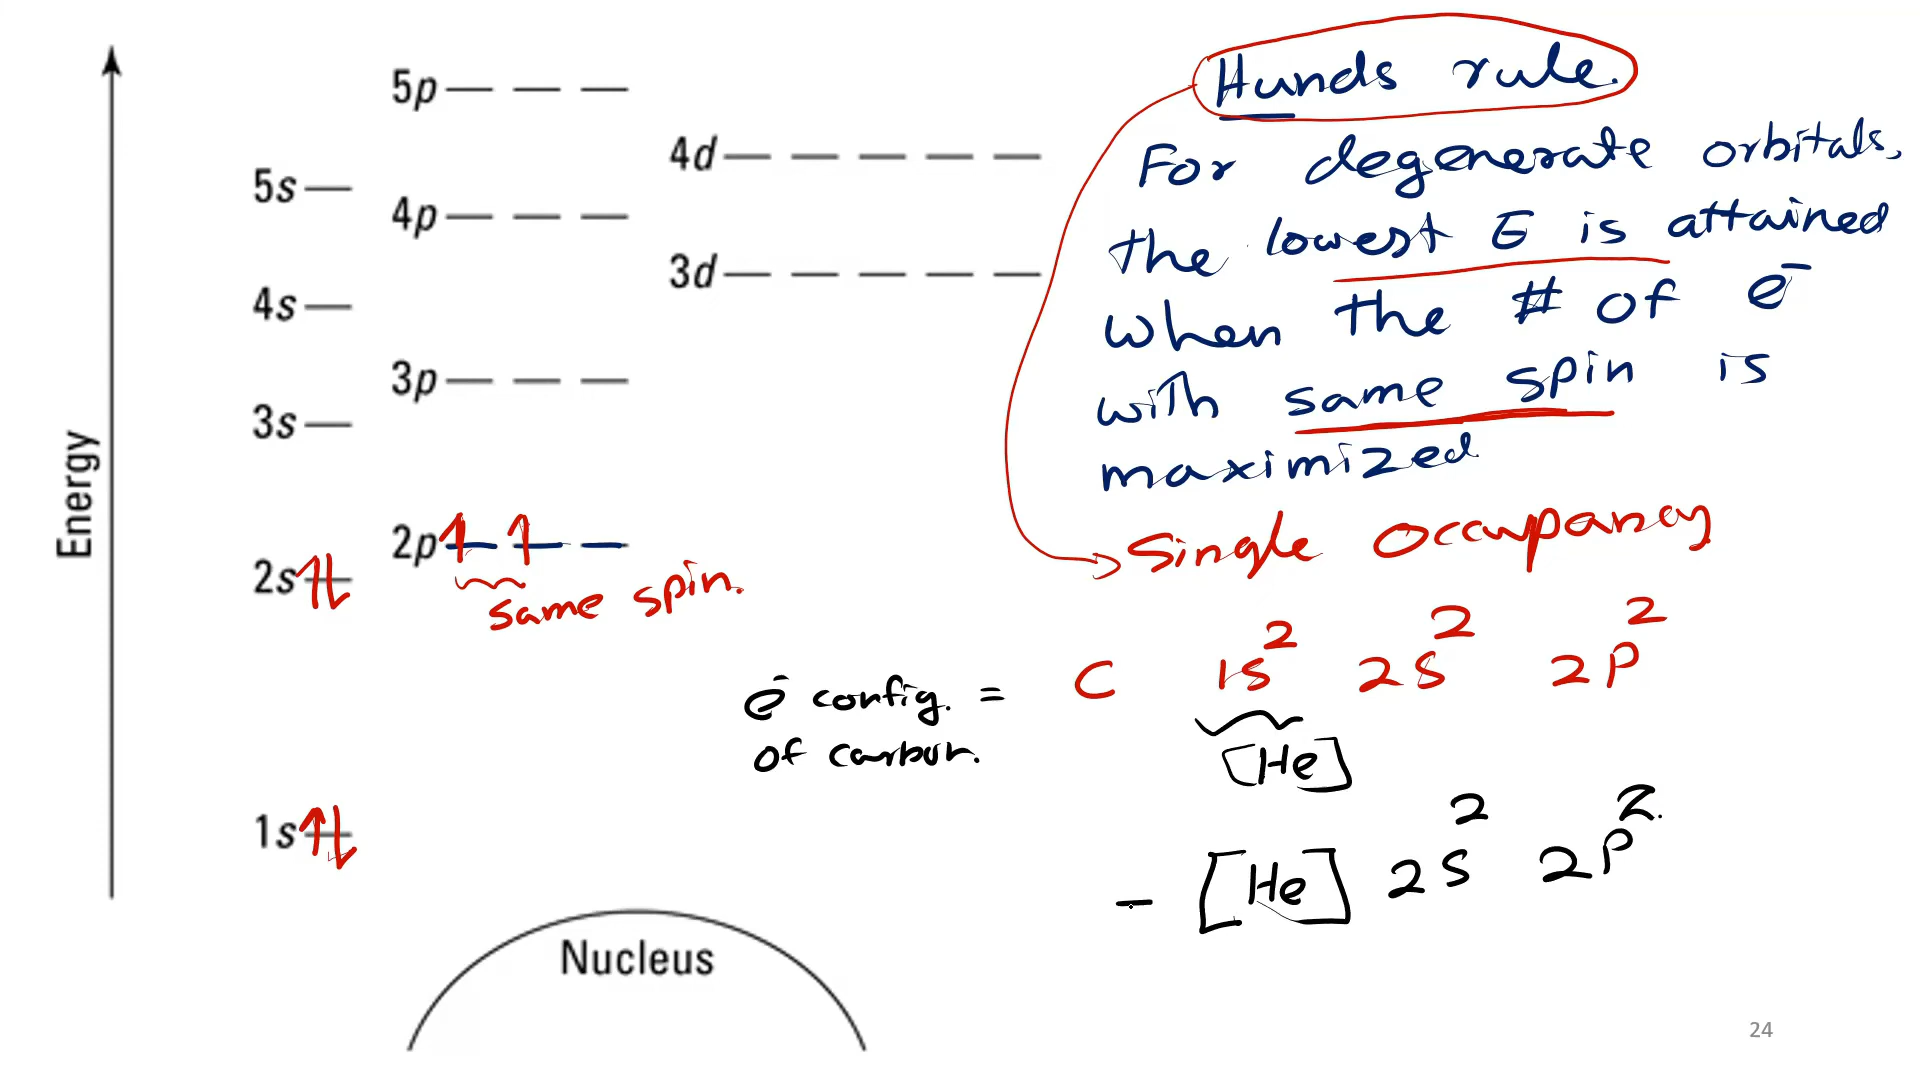 Hunds rule.
For degenerate orbitals,
the lowest E is attained
when the # of e⁻
with same spin is
maximized
Single occupancy
Energy
5p
4d
5s
4p
3d
4s
3p
3s
2p ↑ ↑
2s ↑↓
same spin.
1s ↑↓
e⁻ config. = C 1s² 2s² 2p²
of carbon.
[He]
- [He] 2s² 2p².
Nucleus
24